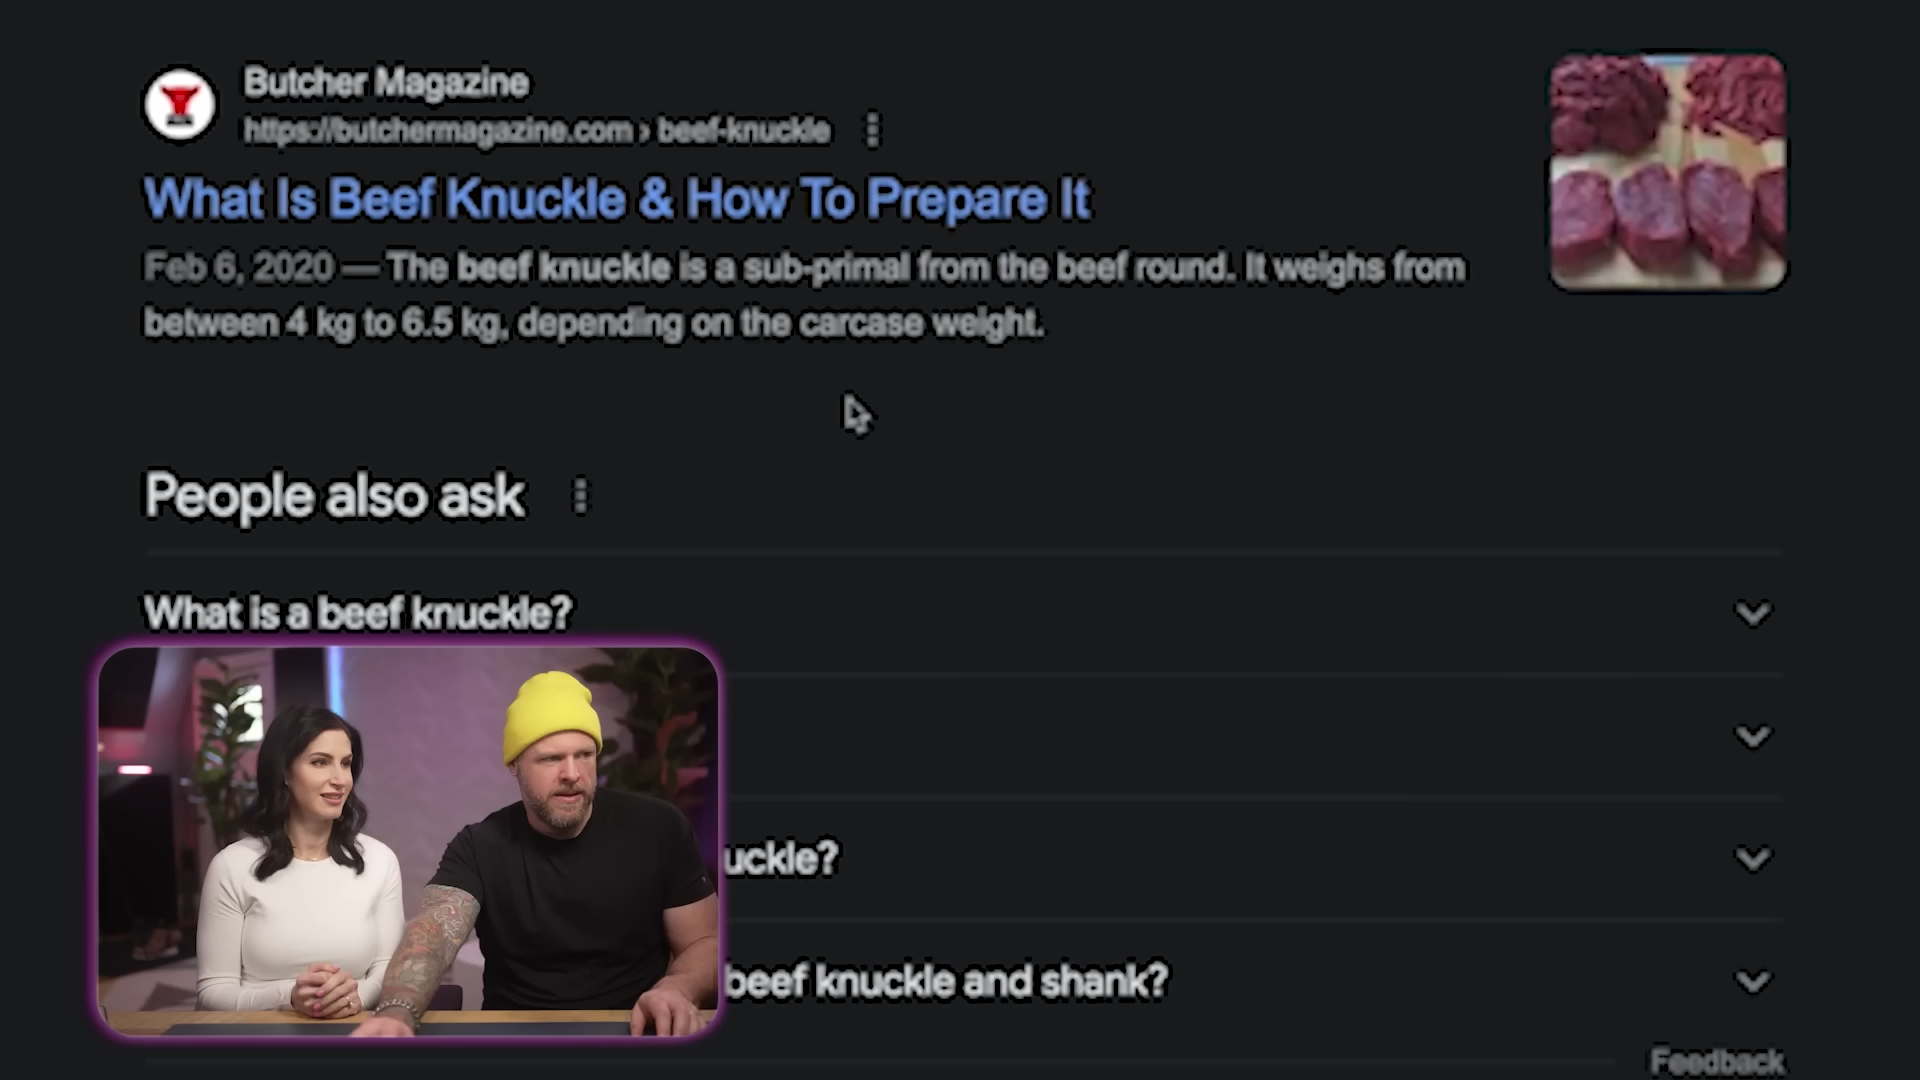 Butcher Magazine
https://butchermagazine.com › beef-knuckle
What Is Beef Knuckle & How To Prepare It
Feb 6, 2020 — The beef knuckle is a sub-primal from the beef round. It weighs from
between 4 kg to 6.5 kg, depending on the carcase weight.
People also ask
What is a beef knuckle?
uckle?
beef knuckle and shank?
Feedback